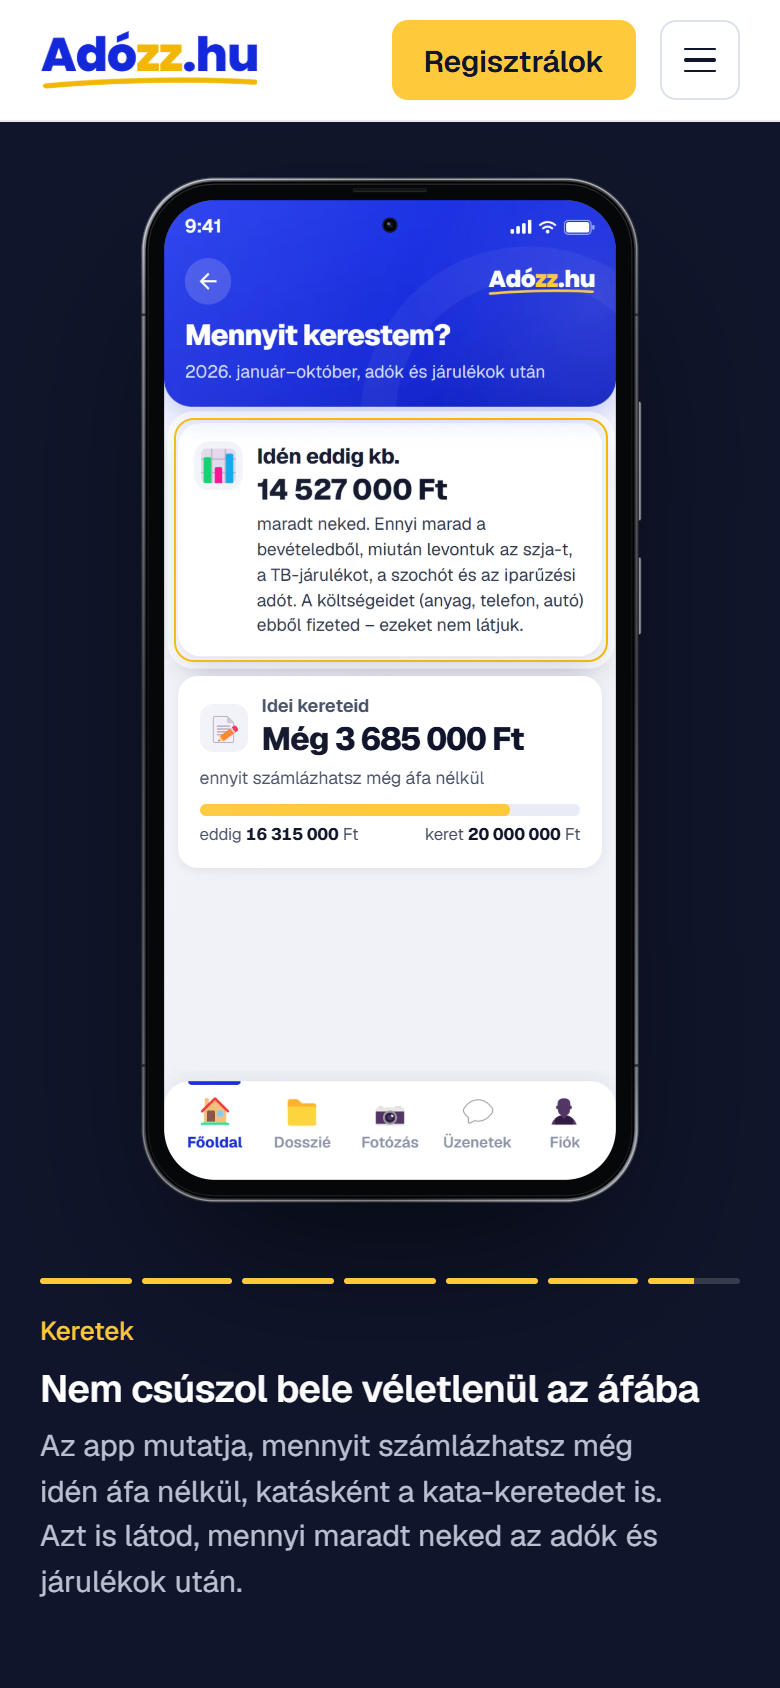 Adózz.hu
Regisztrálok
9:41
Adózz.hu
Mennyit kerestem?
2026. január–október, adók és járulékok után
Idén eddig kb.
14 527 000 Ft
maradt neked. Ennyi marad a
bevételedből, miután levontuk az szja-t,
a TB-járulékot, a szochót és az iparűzési
adót. A költségeidet (anyag, telefon, autó)
ebből fizeted – ezeket nem látjuk.
Idei kereteid
Még 3 685 000 Ft
ennyit számlázhatsz még áfa nélkül
eddig 16 315 000 Ft keret 20 000 000 Ft
Főoldal Dosszié Fotózás Üzenetek Fiók
Keretek
Nem csúszol bele véletlenül az áfába
Az app mutatja, mennyit számlázhatsz még
idén áfa nélkül, katásként a kata-keretedet is.
Azt is látod, mennyi maradt neked az adók és
járulékok után.